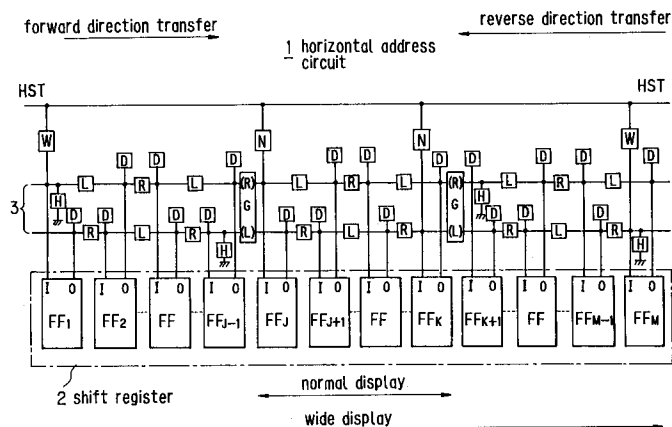 forward direction transfer
reverse direction transfer
1 horizontal address
circuit
HST HST
W N N W
D D D D D D D D D
L R L (R) L R L (R) L R L
3 H G G H
D D D D D D D D
R L R (L) L R (L) R L R
H H
I O I O I O I O I O I O I O I O I O I O I O I O
FF1 FF2 FF FFJ-1 FFJ FFJ+1 FF FFK FFK+1 FF FFM-1 FFM
2 shift register
normal display
wide display